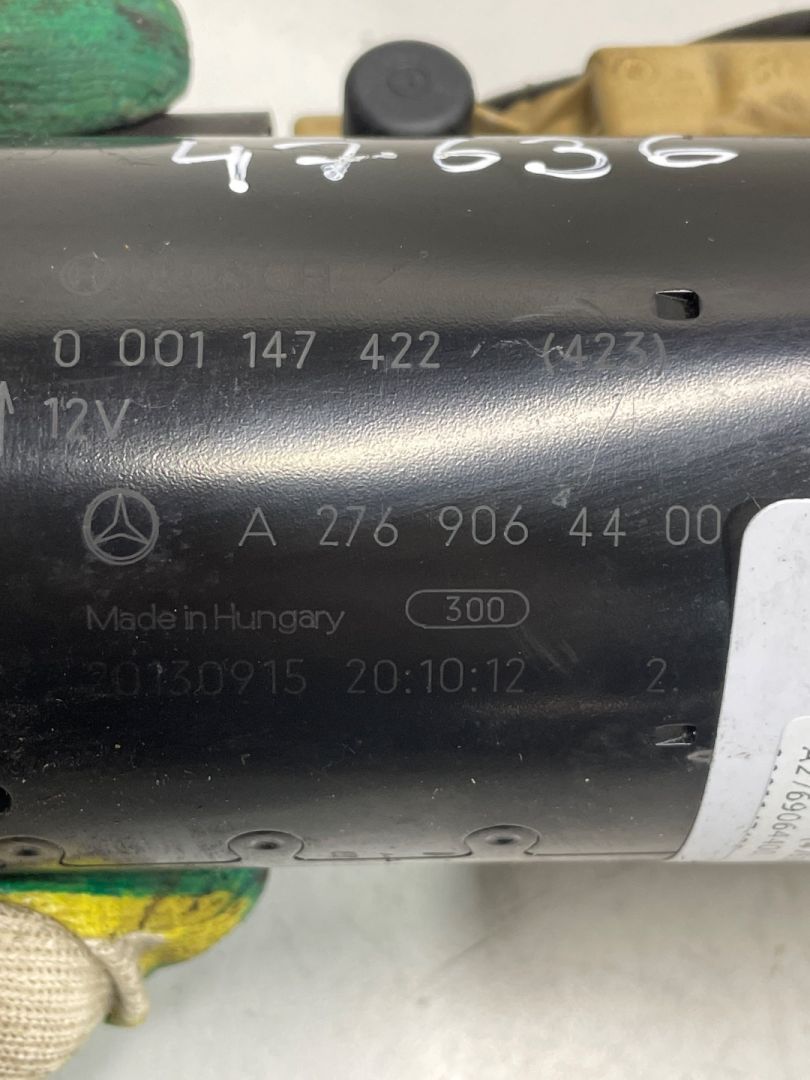 47636
BOSCH
0 001 147 422 (423)
12V
A 276 906 44 00
Made in Hungary 300
20130915 20:10:12 2.